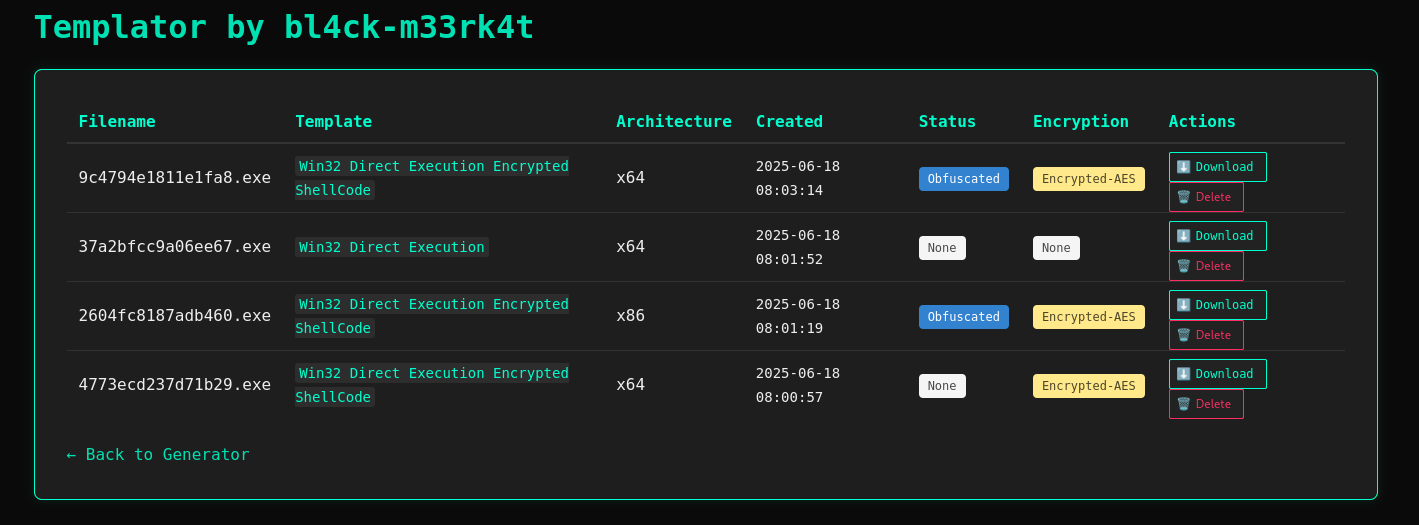 Templator by bl4ck-m33rk4t
Filename Template Architecture Created Status Encryption Actions
9c4794e1811e1fa8.exe Win32 Direct Execution Encrypted ShellCode x64 2025-06-18 08:03:14 Obfuscated Encrypted-AES Download Delete
37a2bfcc9a06ee67.exe Win32 Direct Execution x64 2025-06-18 08:01:52 None None Download Delete
2604fc8187adb460.exe Win32 Direct Execution Encrypted ShellCode x86 2025-06-18 08:01:19 Obfuscated Encrypted-AES Download Delete
4773ecd237d71b29.exe Win32 Direct Execution Encrypted ShellCode x64 2025-06-18 08:00:57 None Encrypted-AES Download Delete
← Back to Generator